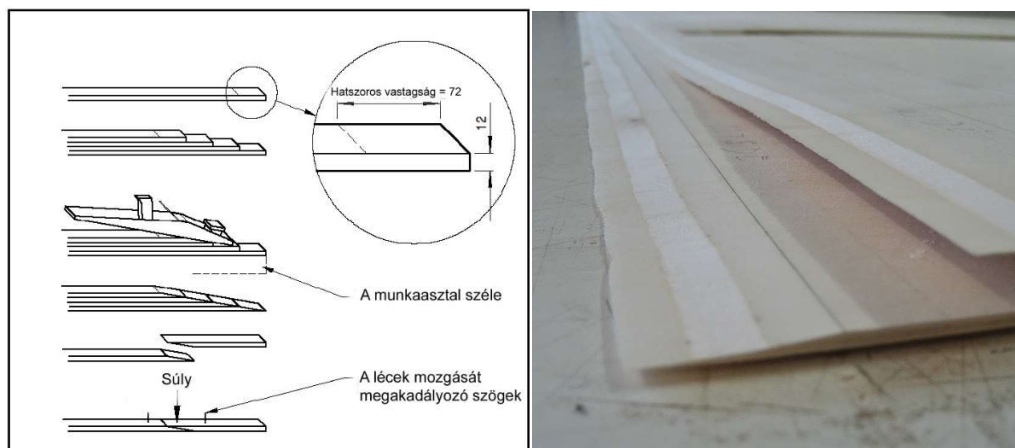 Hatszoros vastagság = 72
12
A munkaasztal széle
Súly
A lécek mozgását
megakadályozó szögek